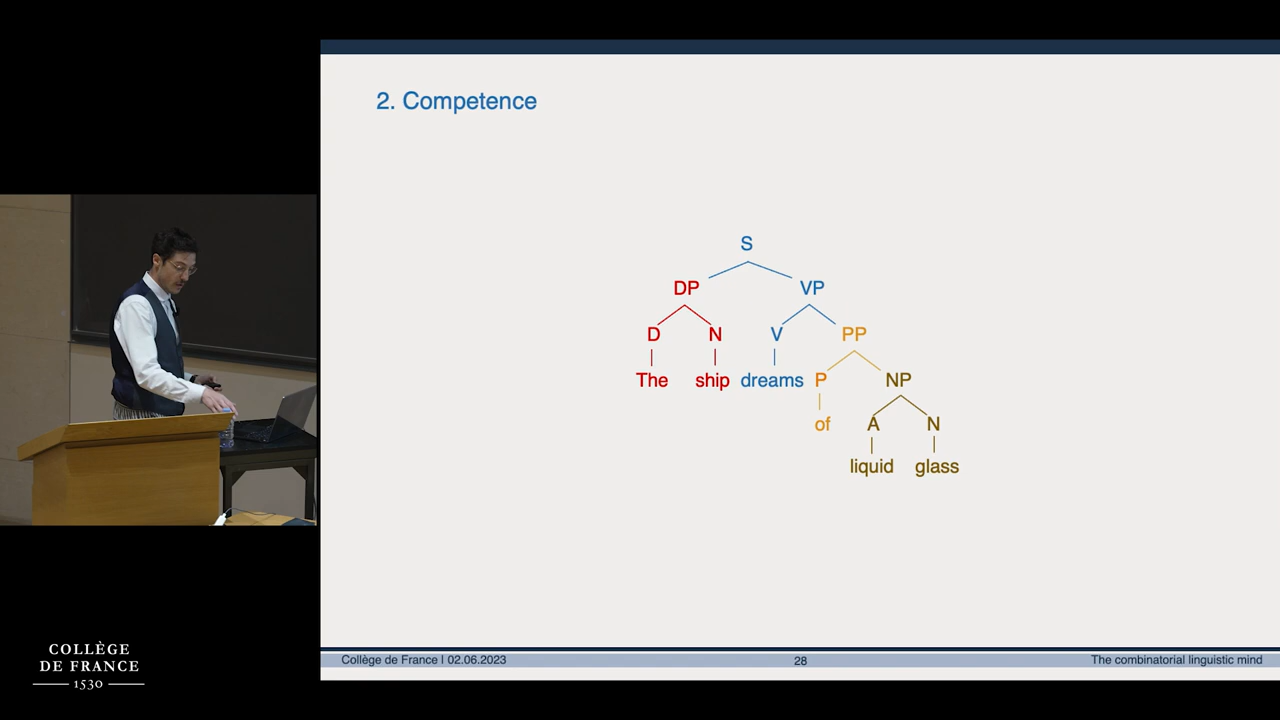 2. Competence
S
DP VP
D N V PP
The ship dreams P NP
of A N
liquid glass
COLLÈGE
DE FRANCE
1530
Collège de France I 02.06.2023 28 The combinatorial linguistic mind